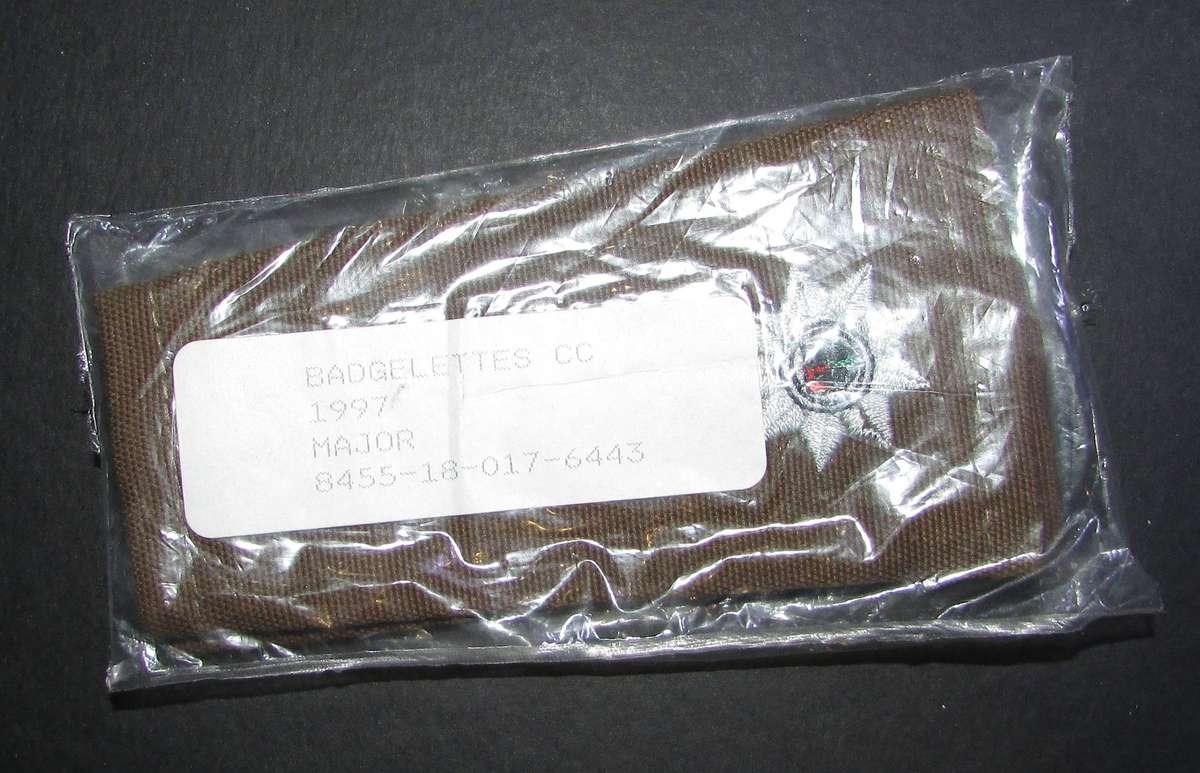 BADGELETTES CC
1997
MAJOR
8455-18-017-6443